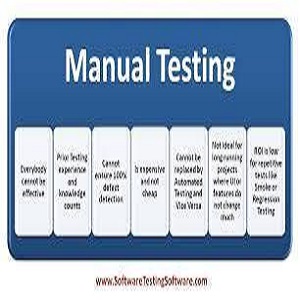 Manual Testing
Everybody
cannot be
effective
Prior Testing
experience
and
knowledge
counts
Cannot
ensure 100%
defect
detection
Is expensive
and not
cheap
Cannot be
replaced by
Automated
Testing and
Vice Versa
Not Ideal for
long running
projects
where UI or
features do
not change
much
ROI is low
for repetitive
tests like
Smoke or
Regression
Testing
www.SoftwareTestingSoftware.com